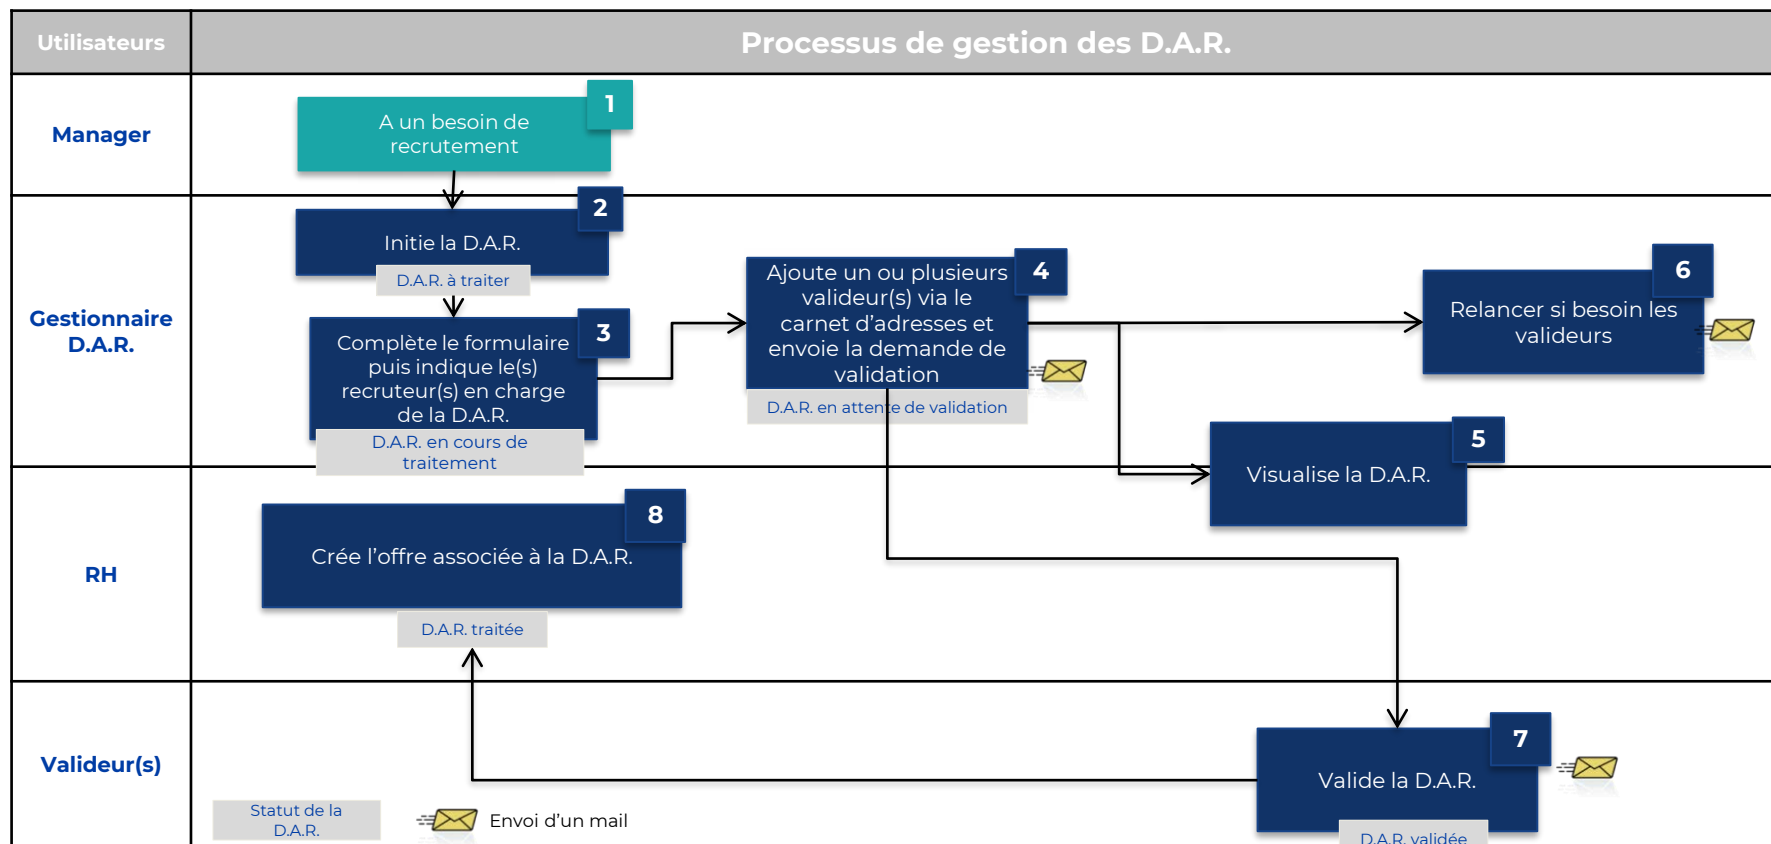 Utilisateurs
Processus de gestion des D.A.R.
Manager
1
A un besoin de
recrutement
Gestionnaire
D.A.R.
2
Initie la D.A.R.
D.A.R. à traiter
3
Complète le formulaire
puis indique le(s)
recruteur(s) en charge
de la D.A.R.
D.A.R. en cours de
traitement
4
Ajoute un ou plusieurs
valideur(s) via le
carnet d’adresses et
envoie la demande de
validation
D.A.R. en attente de validation
6
Relancer si besoin les
valideurs
5
Visualise la D.A.R.
RH
8
Crée l’offre associée à la D.A.R.
D.A.R. traitée
Valideur(s)
7
Valide la D.A.R.
D.A.R. validée
Statut de la
D.A.R.
Envoi d’un mail